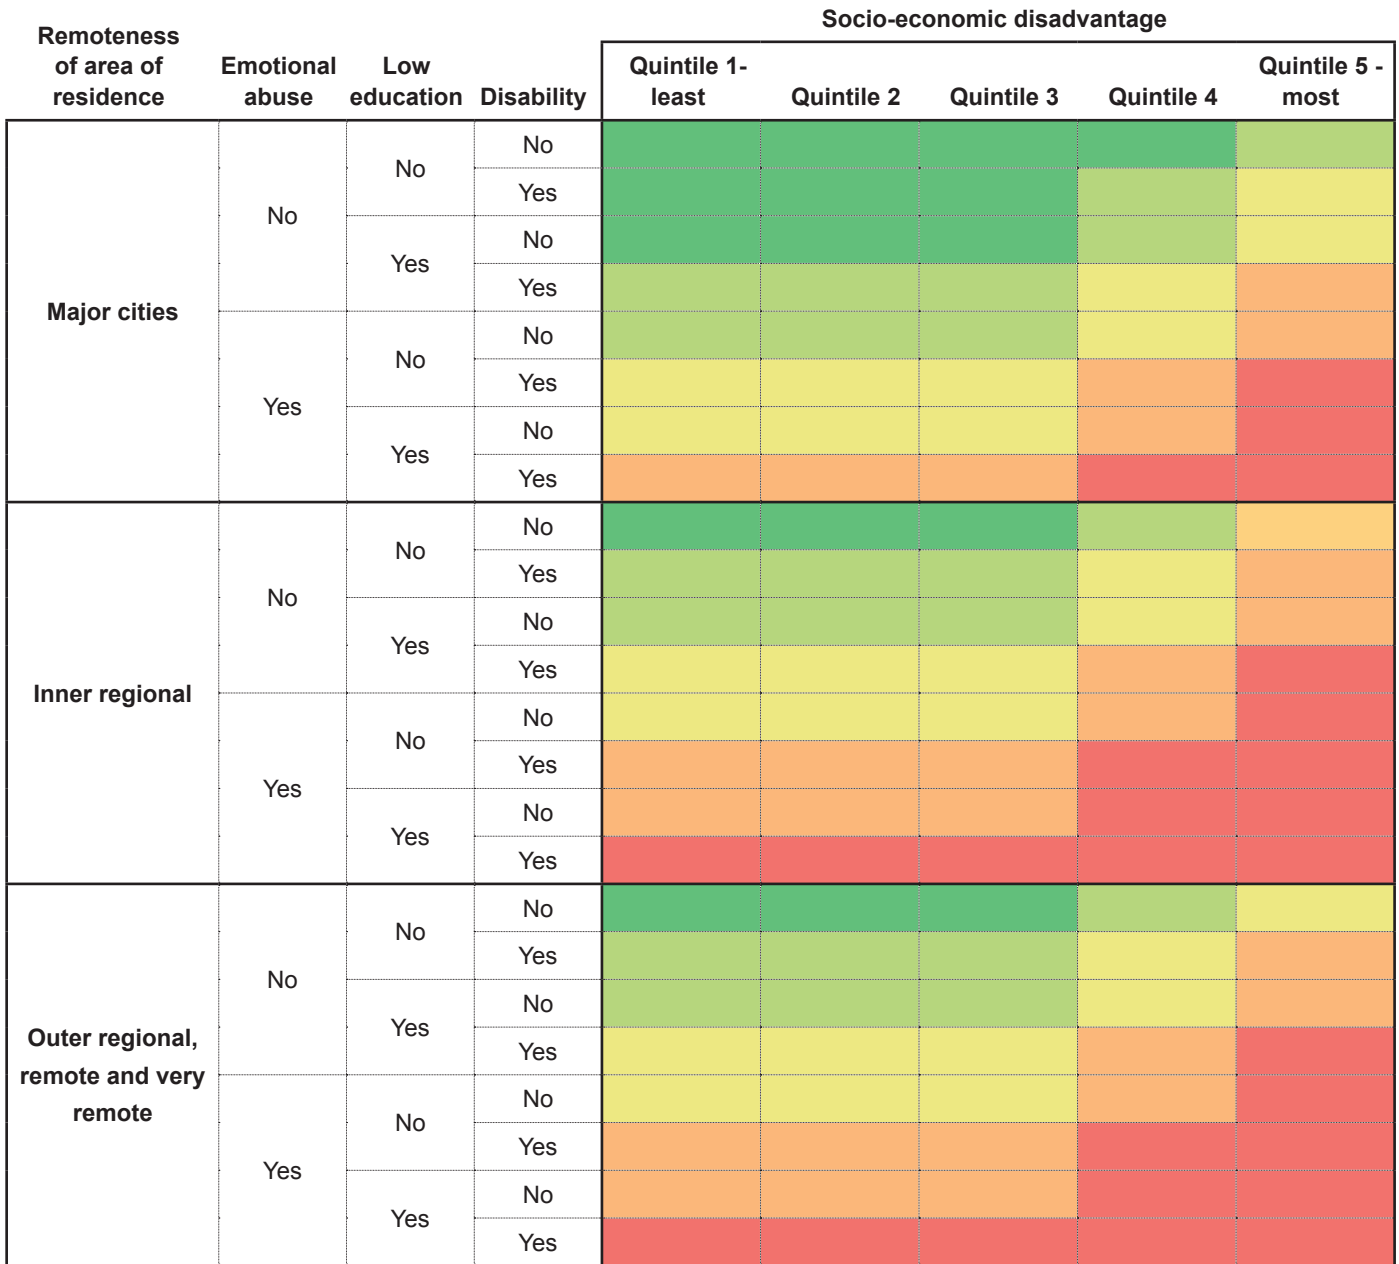 Socio-economic disadvantage
Remoteness
of area of
residence
Emotional
abuse
Low
education
Disability
Quintile 1-
least
Quintile 2
Quintile 3
Quintile 4
Quintile 5 -
most
Major cities
No
No
No
Yes
Yes
No
Yes
Yes
No
No
Yes
Yes
No
Yes
Inner regional
No
No
No
Yes
Yes
No
Yes
Yes
No
No
Yes
Yes
No
Yes
Outer regional,
remote and very
remote
No
No
No
Yes
Yes
No
Yes
Yes
No
No
Yes
Yes
No
Yes